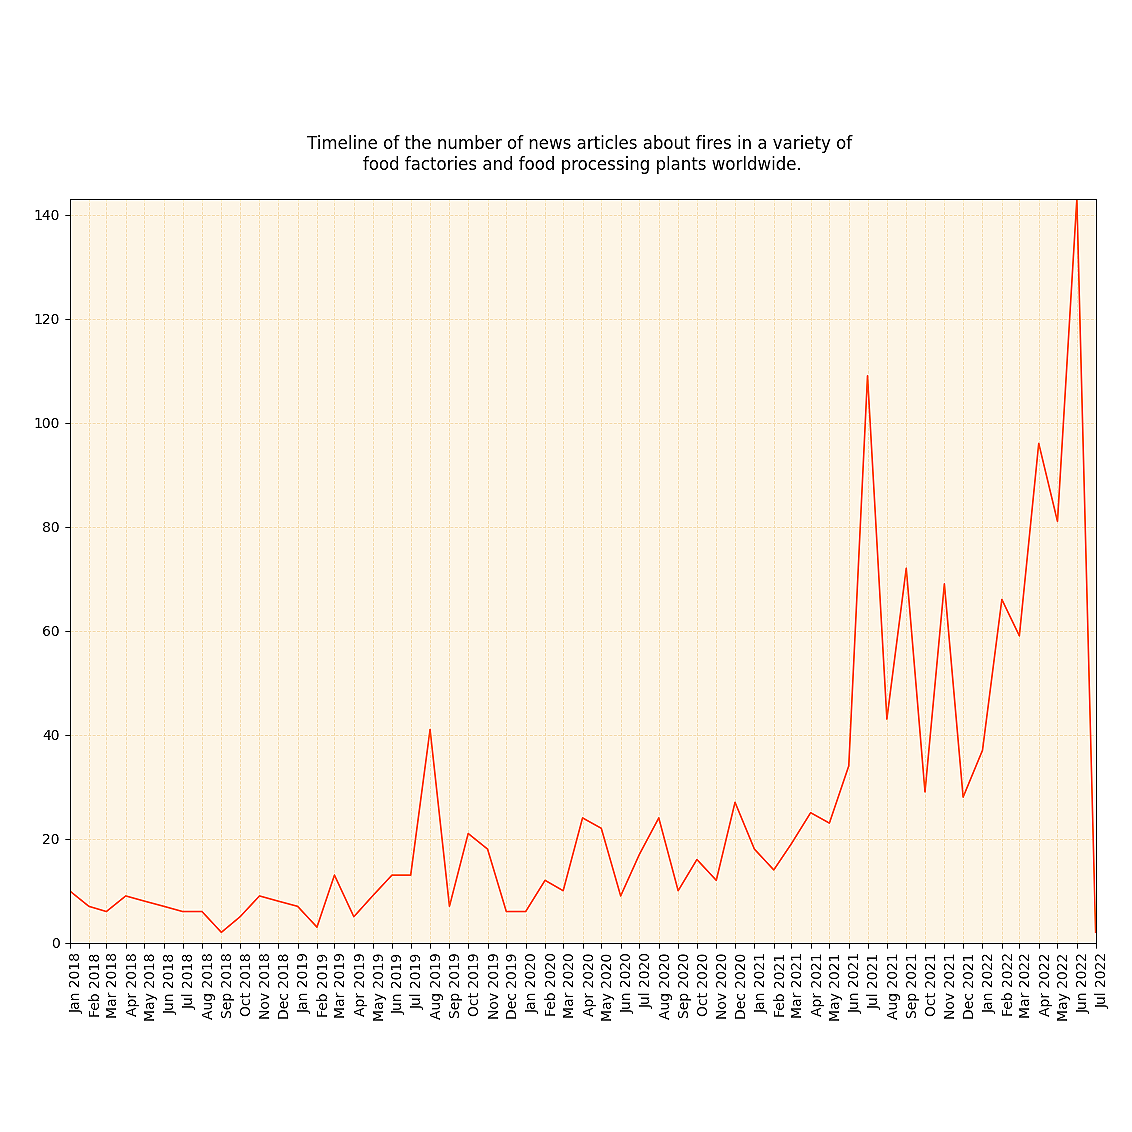 Timeline of the number of news articles about fires in a variety of
food factories and food processing plants worldwide.
140
120
100
80
60
40
20
0
Jan 2018
Feb 2018
Mar 2018
Apr 2018
May 2018
Jun 2018
Jul 2018
Aug 2018
Sep 2018
Oct 2018
Nov 2018
Dec 2018
Jan 2019
Feb 2019
Mar 2019
Apr 2019
May 2019
Jun 2019
Jul 2019
Aug 2019
Sep 2019
Oct 2019
Nov 2019
Dec 2019
Jan 2020
Feb 2020
Mar 2020
Apr 2020
May 2020
Jun 2020
Jul 2020
Aug 2020
Sep 2020
Oct 2020
Nov 2020
Dec 2020
Jan 2021
Feb 2021
Mar 2021
Apr 2021
May 2021
Jun 2021
Jul 2021
Aug 2021
Sep 2021
Oct 2021
Nov 2021
Dec 2021
Jan 2022
Feb 2022
Mar 2022
Apr 2022
May 2022
Jun 2022
Jul 2022